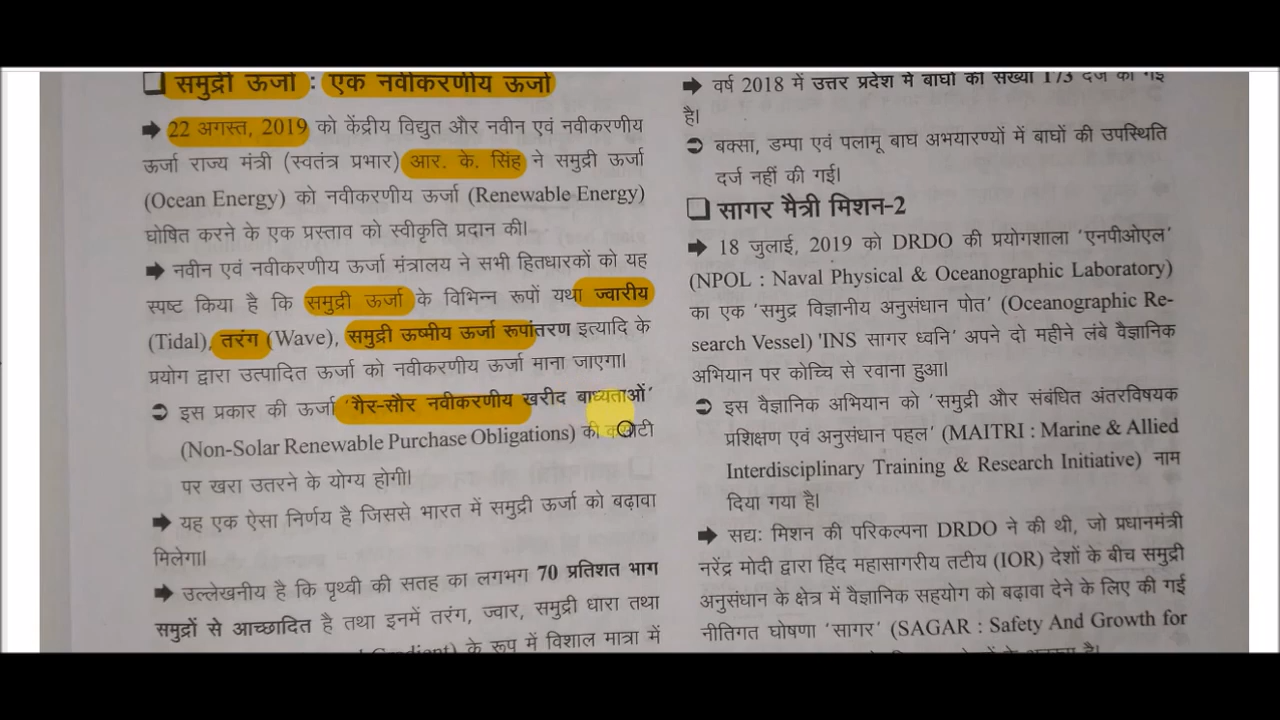 समुद्री ऊर्जा : एक नवीकरणीय ऊर्जा
➡ 22 अगस्त, 2019 को केंद्रीय विद्युत और नवीन एवं नवीकरणीय
ऊर्जा राज्य मंत्री (स्वतंत्र प्रभार) आर. के. सिंह ने समुद्री ऊर्जा
(Ocean Energy) को नवीकरणीय ऊर्जा (Renewable Energy)
घोषित करने के एक प्रस्ताव को स्वीकृति प्रदान की।
➡ नवीन एवं नवीकरणीय ऊर्जा मंत्रालय ने सभी हितधारकों को यह
स्पष्ट किया है कि समुद्री ऊर्जा के विभिन्न रूपों यथा ज्वारीय
(Tidal), तरंग (Wave), समुद्री ऊष्मीय ऊर्जा रूपांतरण इत्यादि के
प्रयोग द्वारा उत्पादित ऊर्जा को नवीकरणीय ऊर्जा माना जाएगा।
➲ इस प्रकार की ऊर्जा 'गैर-सौर नवीकरणीय खरीद बाध्यताओं'
(Non-Solar Renewable Purchase Obligations) की
पर खरा उतरने के योग्य होगी।
➡ यह एक ऐसा निर्णय है जिससे भारत में समुद्री ऊर्जा को बढ़ावा
मिलेगा।
➡ उल्लेखनीय है कि पृथ्वी की सतह का लगभग 70 प्रतिशत भाग
समुद्रों से आच्छादित है तथा इनमें तरंग, ज्वार, समुद्री धारा तथा
के रूप में विशाल मात्रा में
➡ वर्ष 2018 में उत्तर प्रदेश में बाघों की संख्या 173 दर्ज की गई
है।
➲ बक्सा, डम्पा एवं पलामू बाघ अभयारण्यों में बाघों की उपस्थिति
दर्ज नहीं की गई।
सागर मैत्री मिशन-2
➡ 18 जुलाई, 2019 को DRDO की प्रयोगशाला 'एनपीओएल'
(NPOL : Naval Physical & Oceanographic Laboratory)
का एक 'समुद्र विज्ञानीय अनुसंधान पोत' (Oceanographic Re-
search Vessel) 'INS सागर ध्वनि' अपने दो महीने लंबे वैज्ञानिक
अभियान पर कोच्चि से रवाना हुआ।
➲ इस वैज्ञानिक अभियान को 'समुद्री और संबंधित अंतरविषयक
प्रशिक्षण एवं अनुसंधान पहल' (MAITRI : Marine & Allied
Interdisciplinary Training & Research Initiative) नाम
दिया गया है।
➡ सद्यः मिशन की परिकल्पना DRDO ने की थी, जो प्रधानमंत्री
नरेंद्र मोदी द्वारा हिंद महासागरीय तटीय (IOR) देशों के बीच समुद्री
अनुसंधान के क्षेत्र में वैज्ञानिक सहयोग को बढ़ावा देने के लिए की गई
नीतिगत घोषणा 'सागर' (SAGAR : Safety And Growth for